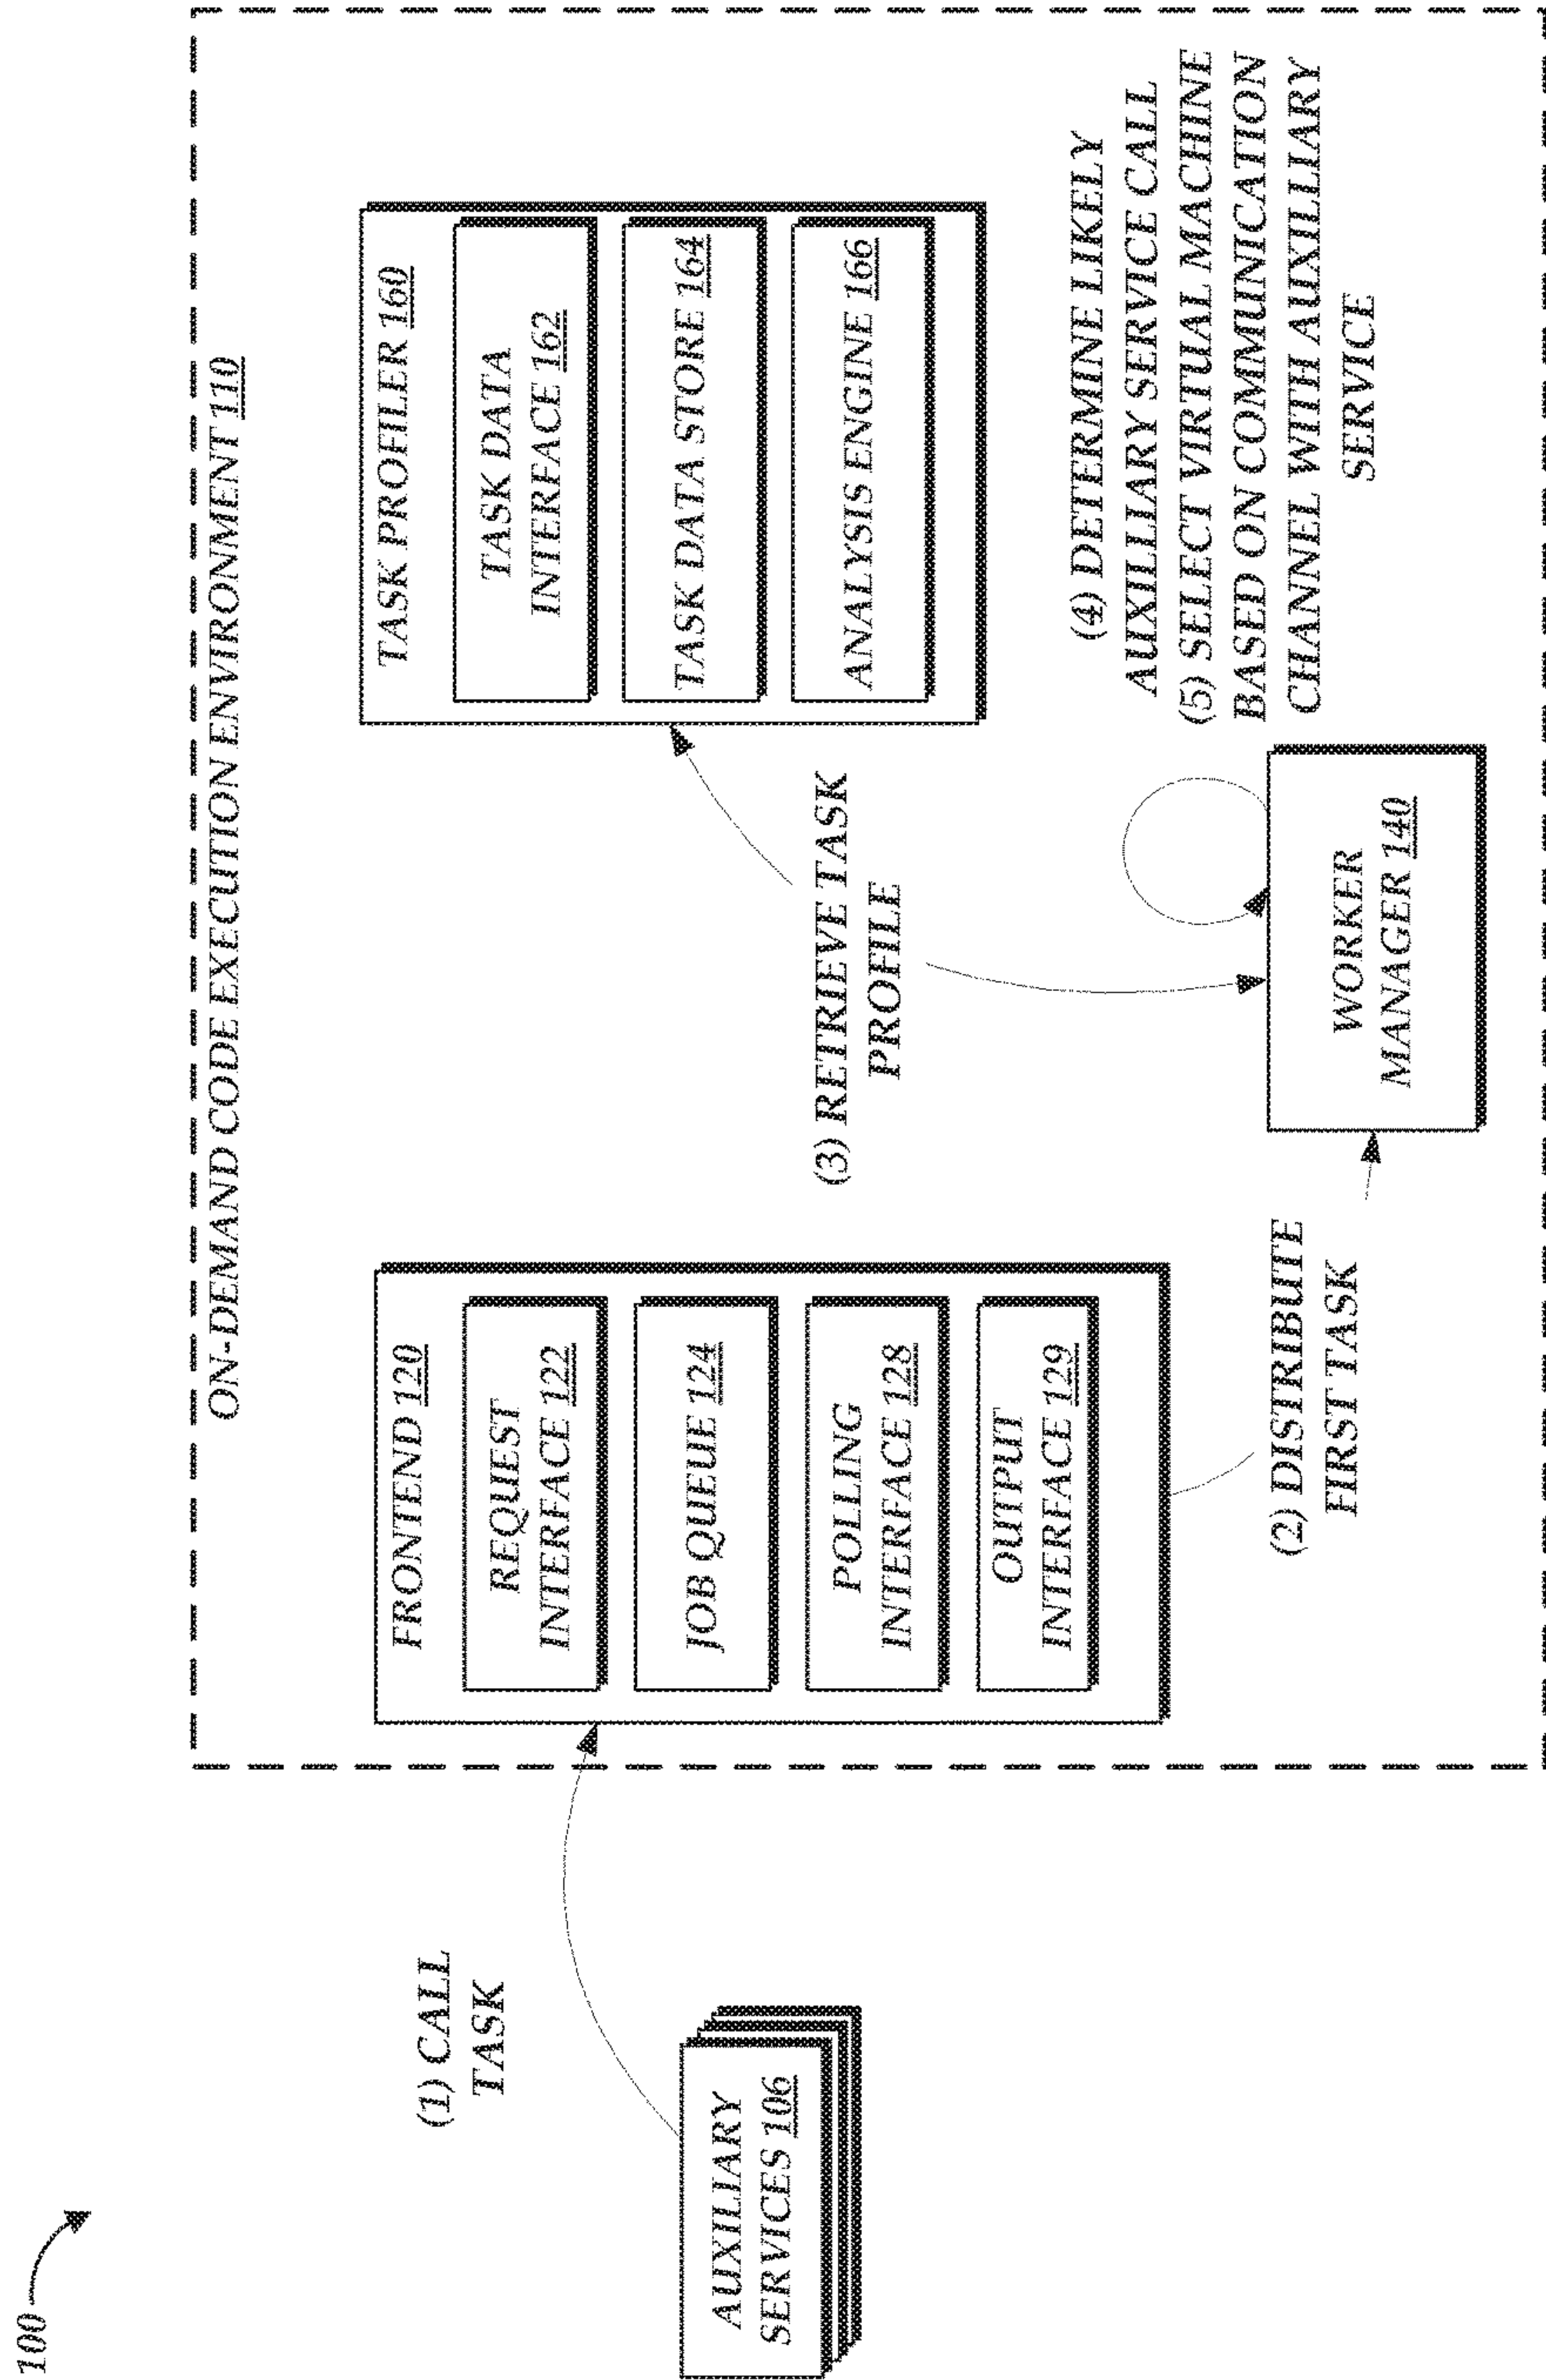 100
ON-DEMAND CODE EXECUTION ENVIRONMENT 110
(1) CALL
TASK
AUXILIARY
SERVICES 106
FRONTEND 120
REQUEST
INTERFACE 122
JOB QUEUE 124
POLLING
INTERFACE 128
OUTPUT
INTERFACE 129
(2) DISTRIBUTE
FIRST TASK
(3) RETRIEVE TASK
PROFILE
TASK PROFILER 160
TASK DATA
INTERFACE 162
TASK DATA STORE 164
ANALYSIS ENGINE 166
WORKER
MANAGER 140
(4) DETERMINE LIKELY
AUXILLIARY SERVICE CALL
(5) SELECT VIRTUAL MACHINE
BASED ON COMMUNICATION
CHANNEL WITH AUXILLIARY
SERVICE